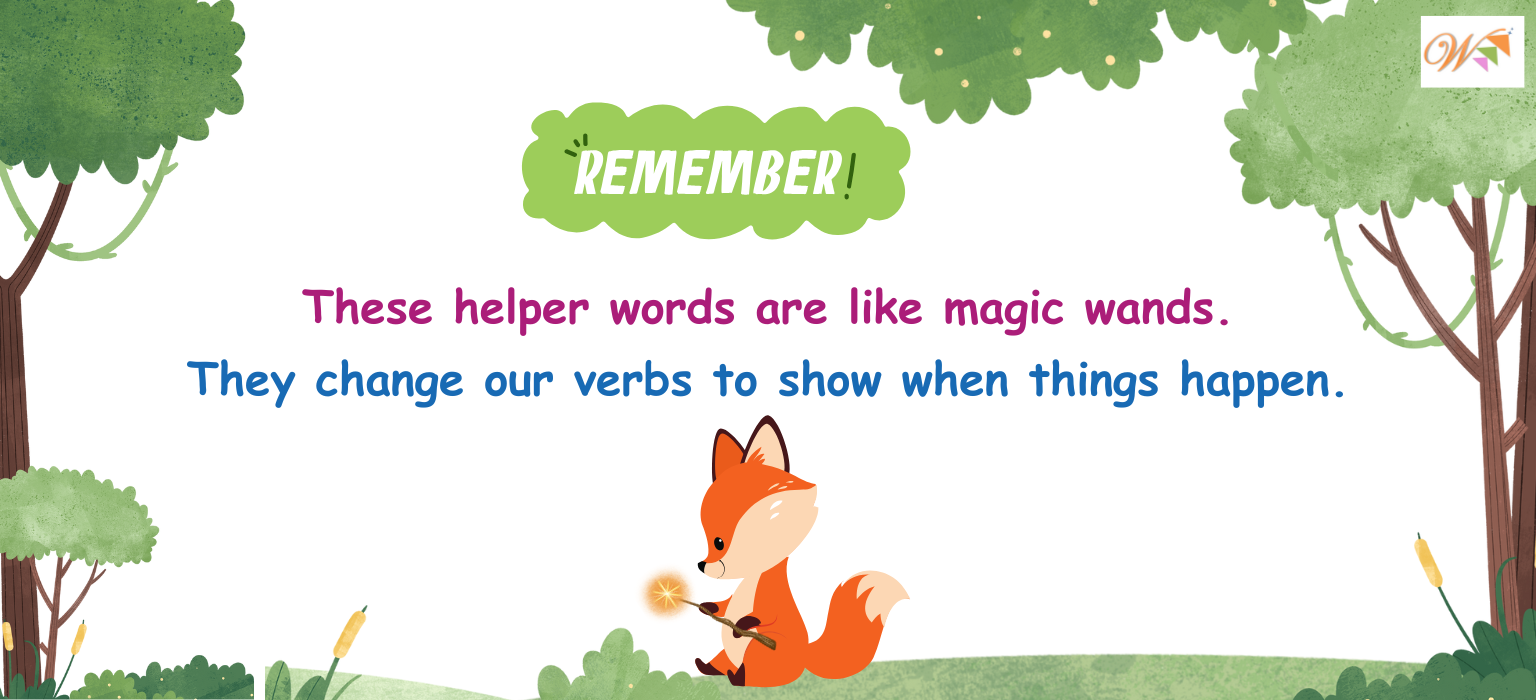 REMEMBER!
These helper words are like magic wands.
They change our verbs to show when things happen.
W